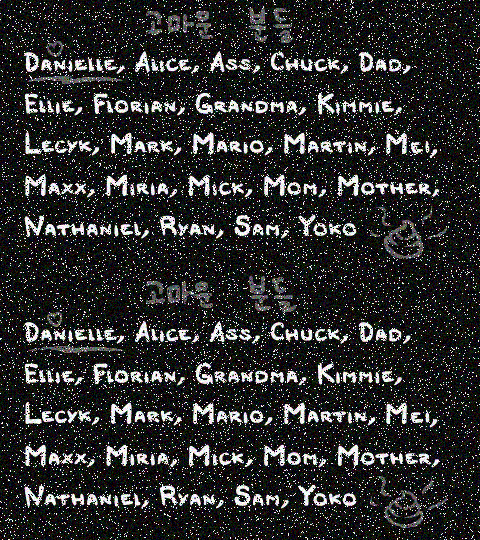 고마운 분들
Danielle, Alice, Ass, Chuck, Dad,
Ellie, Florian, Grandma, Kimmie,
Lecyk, Mark, Mario, Martin, Mei,
Maxx, Miria, Mick, Mom, Mother,
Nathaniel, Ryan, Sam, Yoko
고마운 분들
Danielle, Alice, Ass, Chuck, Dad,
Ellie, Florian, Grandma, Kimmie,
Lecyk, Mark, Mario, Martin, Mei,
Maxx, Miria, Mick, Mom, Mother,
Nathaniel, Ryan, Sam, Yoko